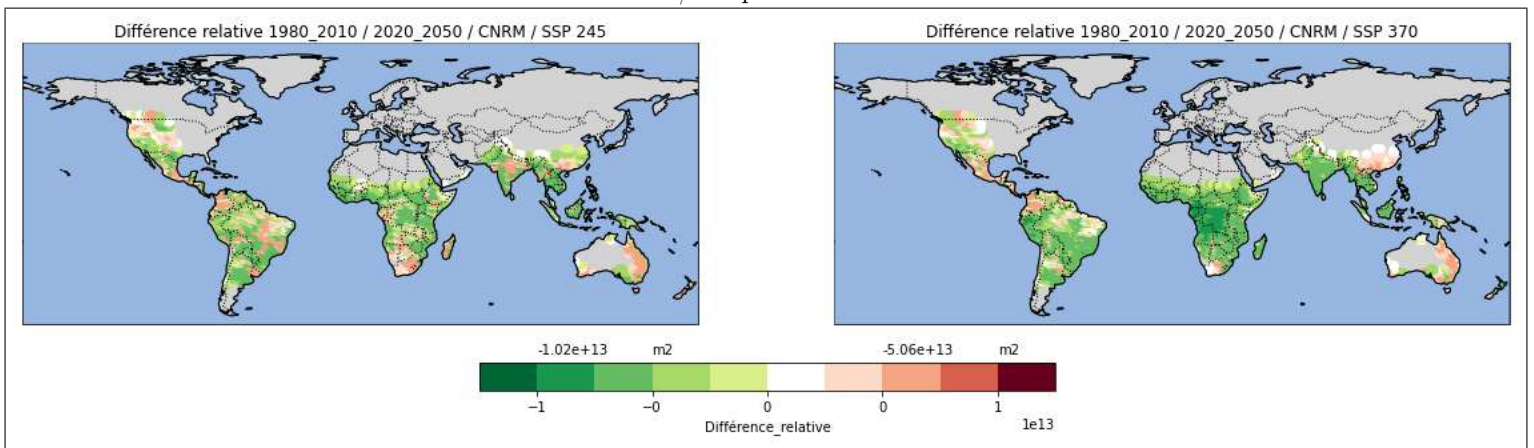 Différence relative 1980_2010 / 2020_2050 / CNRM / SSP 245
Différence relative 1980_2010 / 2020_2050 / CNRM / SSP 370
-1.02e+13 m2 -5.06e+13 m2
−1 −0 0 0 1
1e13
Différence_relative